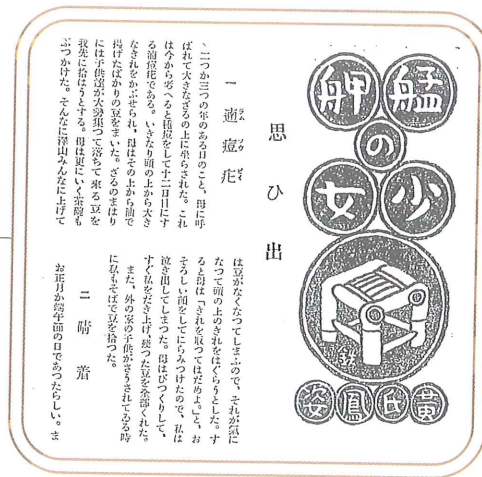 艋舺の少女
黃氏鳳姿
思ひ出
一 痘疕
二つか三つの年のある日のこと、母に呼
ばれて大きなざるの上に坐らされた。これ
は今から考へると種痘をして十二日目にす
る痘疕である。いきなり頭の上から大き
なきれをかぶせられ、母はその上から油で
揚げたばかりの豆をまいた。ざるのまはり
には子供達が大勢集つて落ちて來る豆を
我先に拾はうとする。母は更にいく茶碗も
ぶつかけた。そんなに澤山みんなに上げて
は豆がなくなつてしまふので、それが氣に
なつて頭の上のきれをはぐらうとした。す
ると母は「きれを取つてはだめよ。」と、お
そろしい顏をしてにらみつけたので、私は
泣き出してしまつた。母はびつくりして、
すぐ私をだき上げ、殘つた豆を全部くれた。
また、外の家の子供がさうされてゐる時
に私もそばで豆を拾つた。
二 晴着
お正月か端午節の日であつたらしい。ま